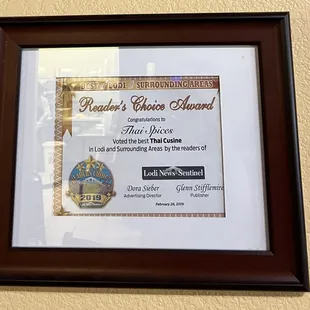 BEST OF LODI & SURROUNDING AREAS
Reader's Choice Award
Congratulations to
Thai Spices
Voted the best Thai Cusine
in Lodi and Surrounding Areas by the readers of
Lodi News-Sentinel
2019
Dora Sieber Glenn Stifflemire
Advertising Director Publisher
February 26, 2019